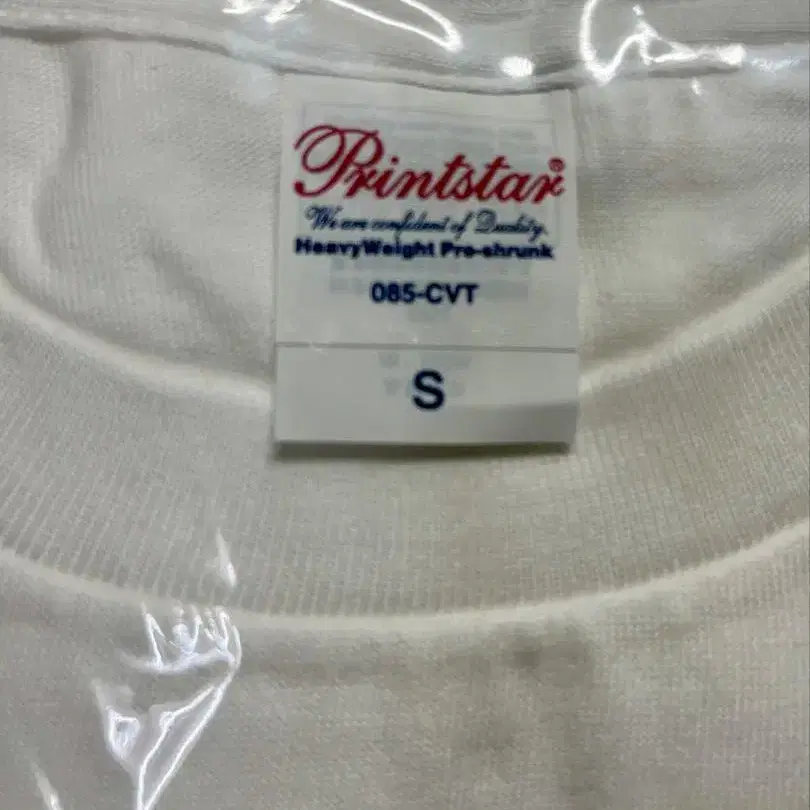 Printstar®
We are confident of Quality.
HeavyWeight Pre-shrunk
085-CVT
S